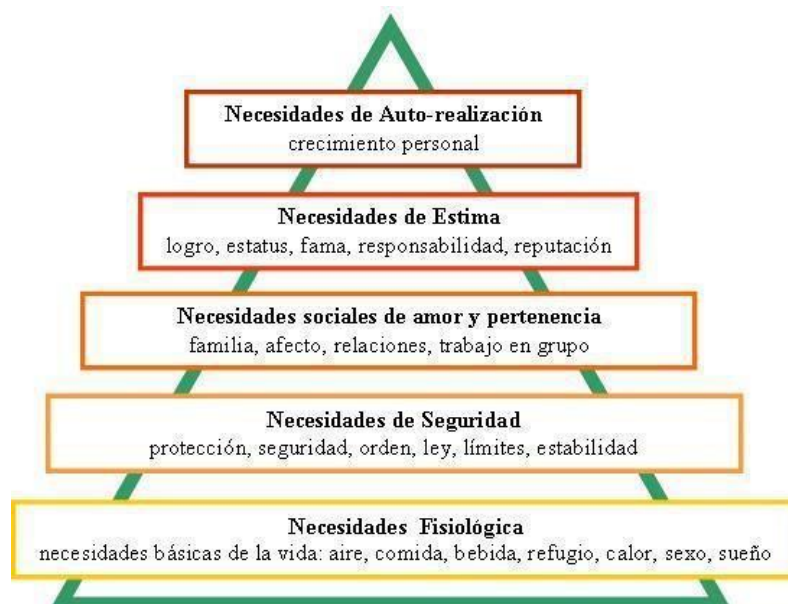 Necesidades de Auto-realización
crecimiento personal
Necesidades de Estima
logro, estatus, fama, responsabilidad, reputación
Necesidades sociales de amor y pertenencia
familia, afecto, relaciones, trabajo en grupo
Necesidades de Seguridad
protección, seguridad, orden, ley, límites, estabilidad
Necesidades Fisiológica
necesidades básicas de la vida: aire, comida, bebida, refugio, calor, sexo, sueño